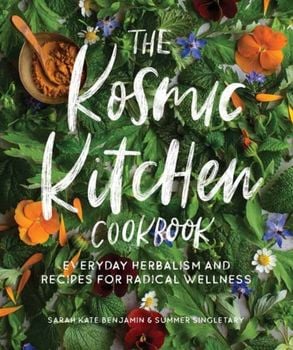 THE
Kosmic
Kitchen
COOKBOOK
EVERYDAY HERBALISM AND
RECIPES FOR RADICAL WELLNESS
SARAH KATE BENJAMIN & SUMMER SINGLETARY